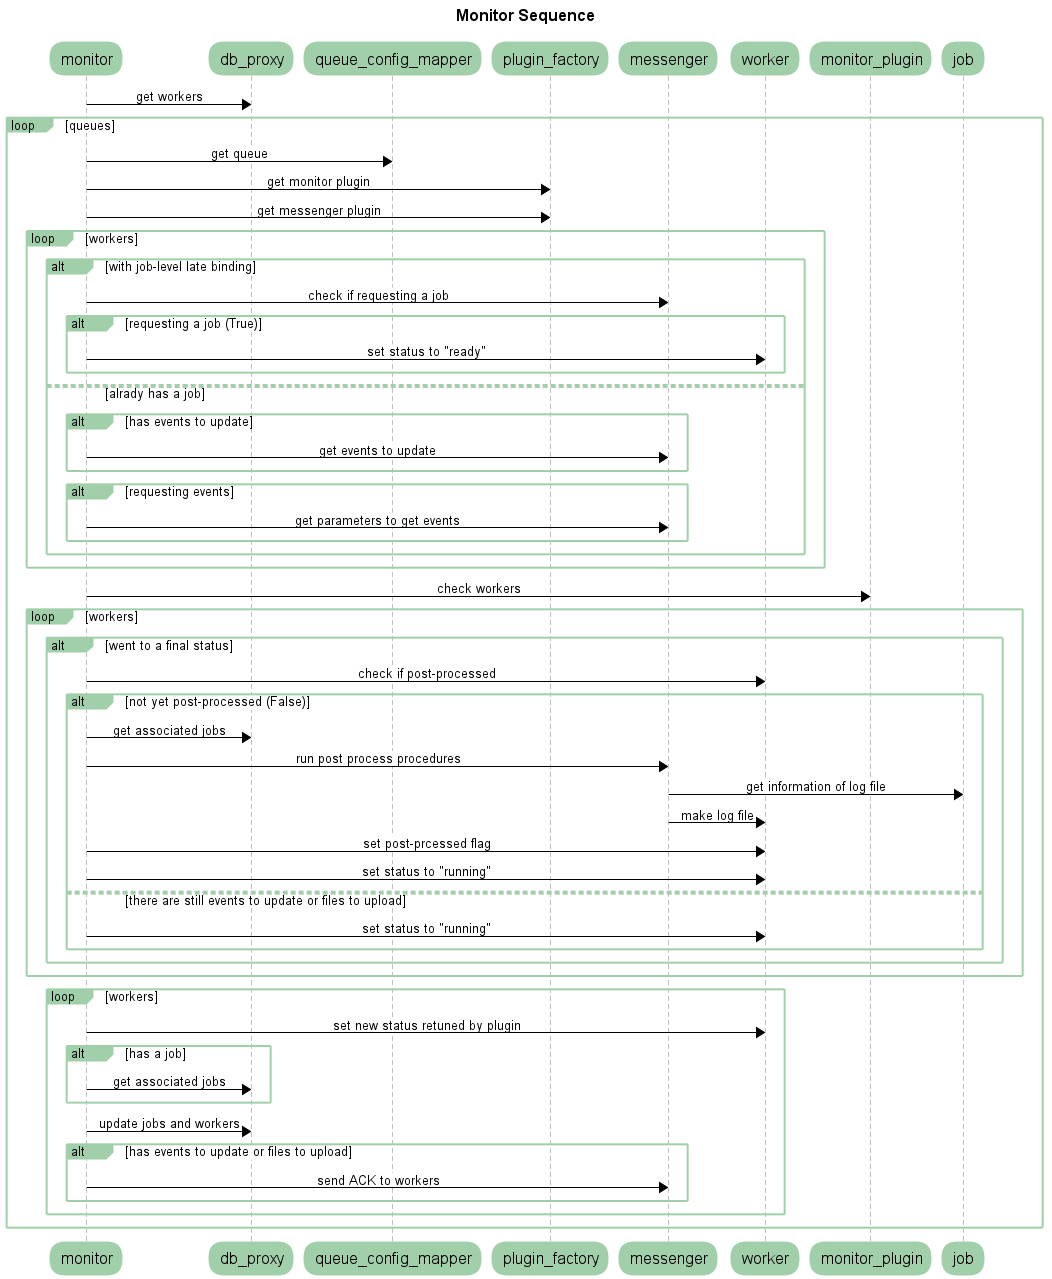 Monitor Sequence
monitor db_proxy queue_config_mapper plugin_factory messenger worker monitor_plugin job
get workers
loop [queues]
get queue
get monitor plugin
get messenger plugin
loop [workers]
alt [with job-level late binding]
check if requesting a job
alt [requesting a job (True)]
set status to "ready"
[alrady has a job]
alt [has events to update]
get events to update
alt [requesting events]
get parameters to get events
check workers
loop [workers]
alt [went to a final status]
check if post-processed
alt [not yet post-processed (False)]
get associated jobs
run post process procedures
get information of log file
make log file
set post-prcessed flag
set status to "running"
[there are still events to update or files to upload]
set status to "running"
loop [workers]
set new status retuned by plugin
alt [has a job]
get associated jobs
update jobs and workers
alt [has events to update or files to upload]
send ACK to workers
monitor db_proxy queue_config_mapper plugin_factory messenger worker monitor_plugin job